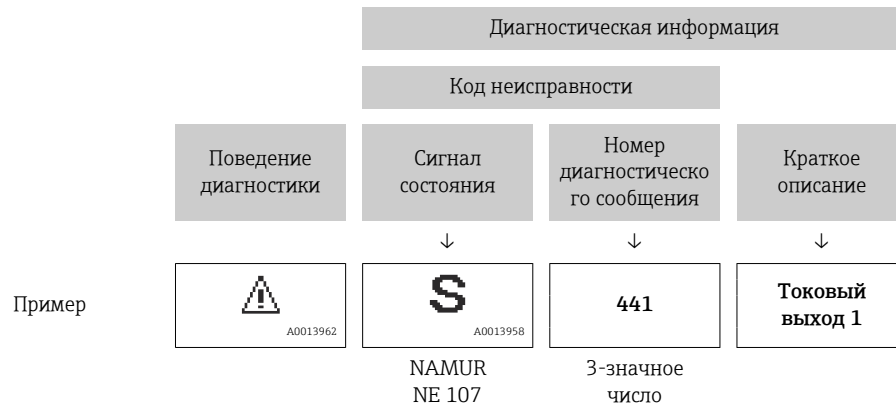 Диагностическая информация
Код неисправности
Поведение
диагностики
Сигнал
состояния
Номер
диагностическо
го сообщения
Краткое
описание
↓ ↓ ↓
Пример
A0013962
S
A0013958
441
Токовый
выход 1
NAMUR
NE 107
3-значное
число